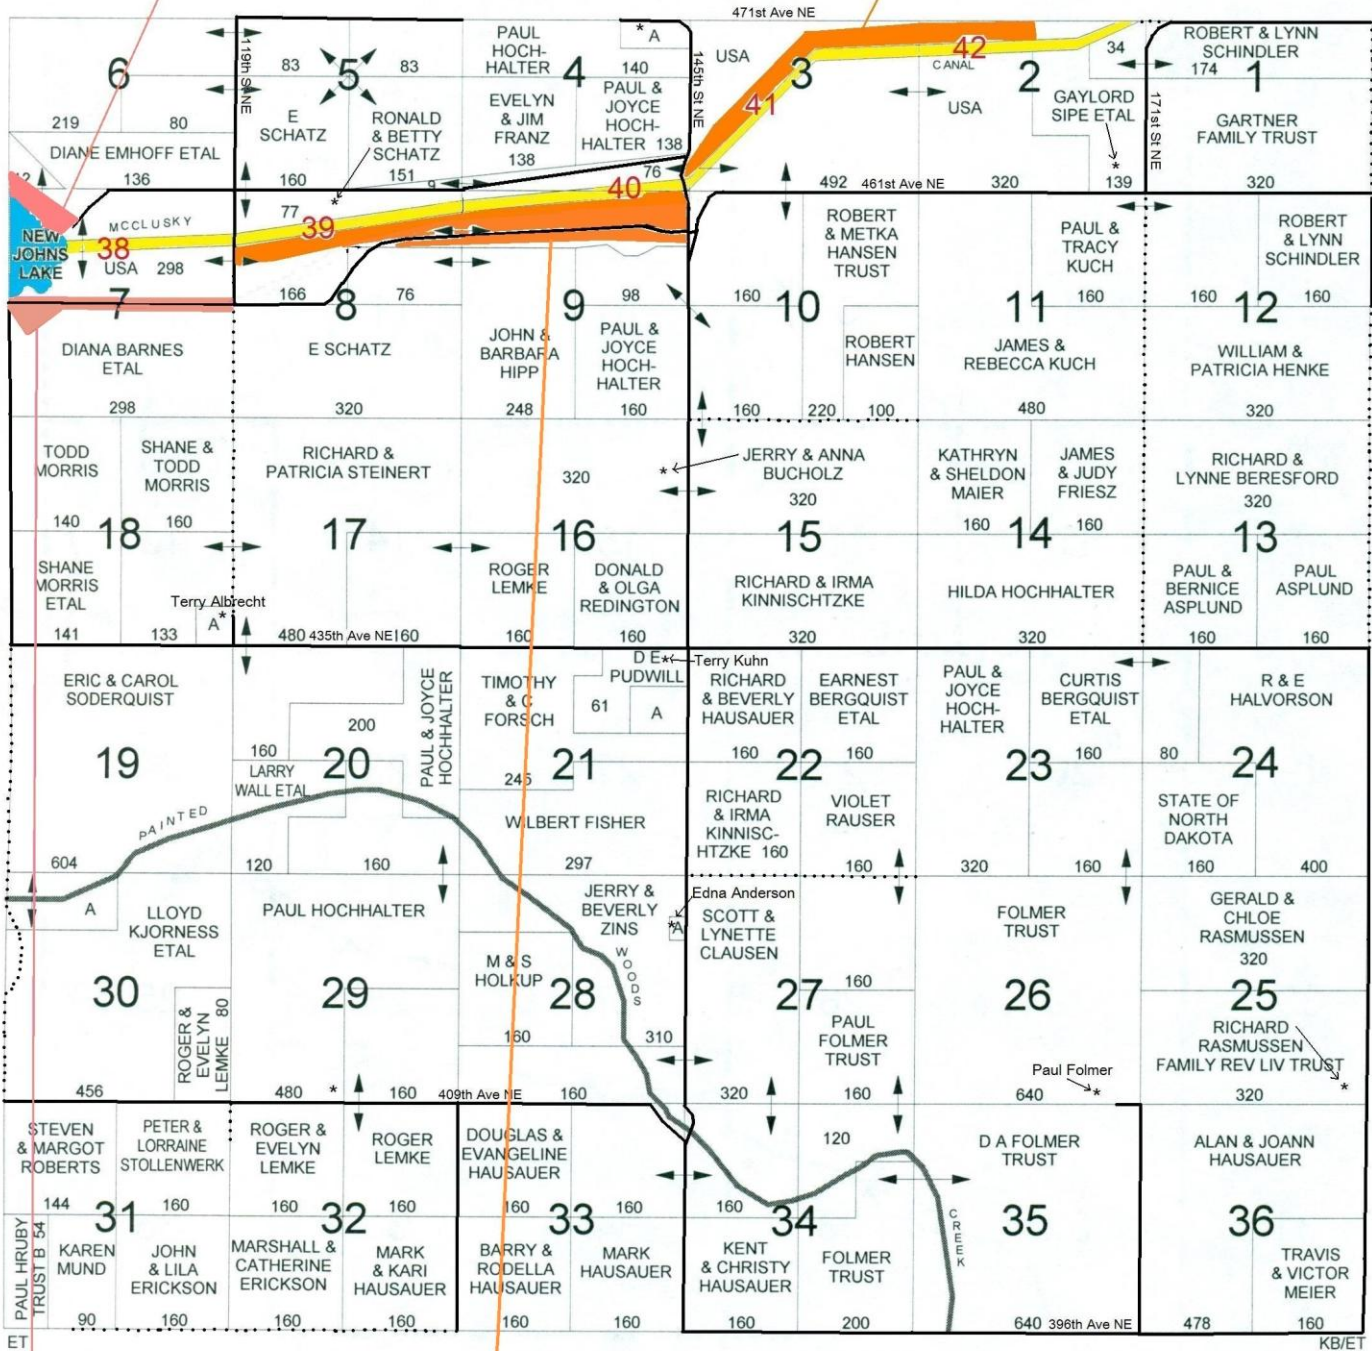 471st Ave NE
6
119th St NE
83
5
83
PAUL
HOCH-
HALTER
* A
4
140
145th St NE
USA
3
42
CANAL
2
34
ROBERT & LYNN
SCHINDLER
174
1
171st St NE
219
80
DIANE EMHOFF ETAL
136
E
SCHATZ
160
RONALD
& BETTY
SCHATZ
151
EVELYN
& JIM
FRANZ
138
PAUL &
JOYCE
HOCH-
HALTER
138
76
41
USA
GAYLORD
SIPE ETAL
*
GARTNER
FAMILY TRUST
492
461st Ave NE
320
139
320
NEW
JOHNS
LAKE
MCCLUSKY
38
USA
298
7
77
39
*
40
166
8
76
9
98
ROBERT
& METKA
HANSEN
TRUST
160
10
PAUL &
TRACY
KUCH
11
160
ROBERT
& LYNN
SCHINDLER
160
12
160
DIANA BARNES
ETAL
298
E SCHATZ
320
JOHN &
BARBARA
HIPP
248
PAUL &
JOYCE
HOCH-
HALTER
160
ROBERT
HANSEN
160
220
100
JAMES &
REBECCA KUCH
480
WILLIAM &
PATRICIA HENKE
320
TODD
MORRIS
140
SHANE &
TODD
MORRIS
160
18
RICHARD &
PATRICIA STEINERT
17
320
*
16
JERRY & ANNA
BUCHOLZ
320
15
KATHRYN
& SHELDON
MAIER
160
14
JAMES
& JUDY
FRIESZ
160
RICHARD &
LYNNE BERESFORD
320
13
SHANE
MORRIS
ETAL
141
Terry Albrecht
A*
133
480
435th Ave NE
160
ROGER
LEMKE
160
DONALD
& OLGA
REDINGTON
160
RICHARD & IRMA
KINNISCHTZKE
320
HILDA HOCHHALTER
320
PAUL &
BERNICE
ASPLUND
160
PAUL
ASPLUND
160
ERIC & CAROL
SODERQUIST
19
PAINTED
604
200
160
20
LARRY
WALL ETAL
120
160
PAUL & JOYCE
HOCHHALTER
TIMOTHY
& C
FORSCH
245
D E *
PUDWILL
61
A
21
WILBERT FISHER
297
Terry Kuhn
RICHARD
& BEVERLY
HAUSAUER
160
22
EARNEST
BERGQUIST
ETAL
160
RICHARD
& IRMA
KINNISC-
HTZKE 160
VIOLET
RAUSER
160
PAUL &
JOYCE
HOCH-
HALTER
23
320
CURTIS
BERGQUIST
ETAL
160
160
R & E
HALVORSON
80
24
STATE OF
NORTH
DAKOTA
160
400
A
LLOYD
KJORNESS
ETAL
30
ROGER &
EVELYN
LEMKE 80
456
PAUL HOCHHALTER
29
480
*
160
409th Ave NE
M & S
HOLKUP
160
28
JERRY &
BEVERLY
ZINS
*A
WOODS
310
160
Edna Anderson
SCOTT &
LYNETTE
CLAUSEN
27
160
320
PAUL
FOLMER
TRUST
160
FOLMER
TRUST
26
Paul Folmer
*
640
GERALD &
CHLOE
RASMUSSEN
320
25
RICHARD
RASMUSSEN
FAMILY REV LIV TRUST
320
*
STEVEN
& MARGOT
ROBERTS
144
31
PETER &
LORRAINE
STOLLENWERK
160
ROGER &
EVELYN
LEMKE
160
32
ROGER
LEMKE
160
DOUGLAS &
EVANGELINE
HAUSAUER
160
33
160
160
34
120
CREEK
D A FOLMER
TRUST
35
ALAN & JOANN
HAUSAUER
36
PAUL HRUBY
TRUST B 54
KAREN
MUND
90
JOHN
& LILA
ERICKSON
160
MARSHALL &
CATHERINE
ERICKSON
160
MARK
& KARI
HAUSAUER
160
BARRY &
RODELLA
HAUSAUER
160
MARK
HAUSAUER
160
KENT
& CHRISTY
HAUSAUER
160
FOLMER
TRUST
200
640
396th Ave NE
478
TRAVIS
& VICTOR
MEIER
160
ET
KB/ET